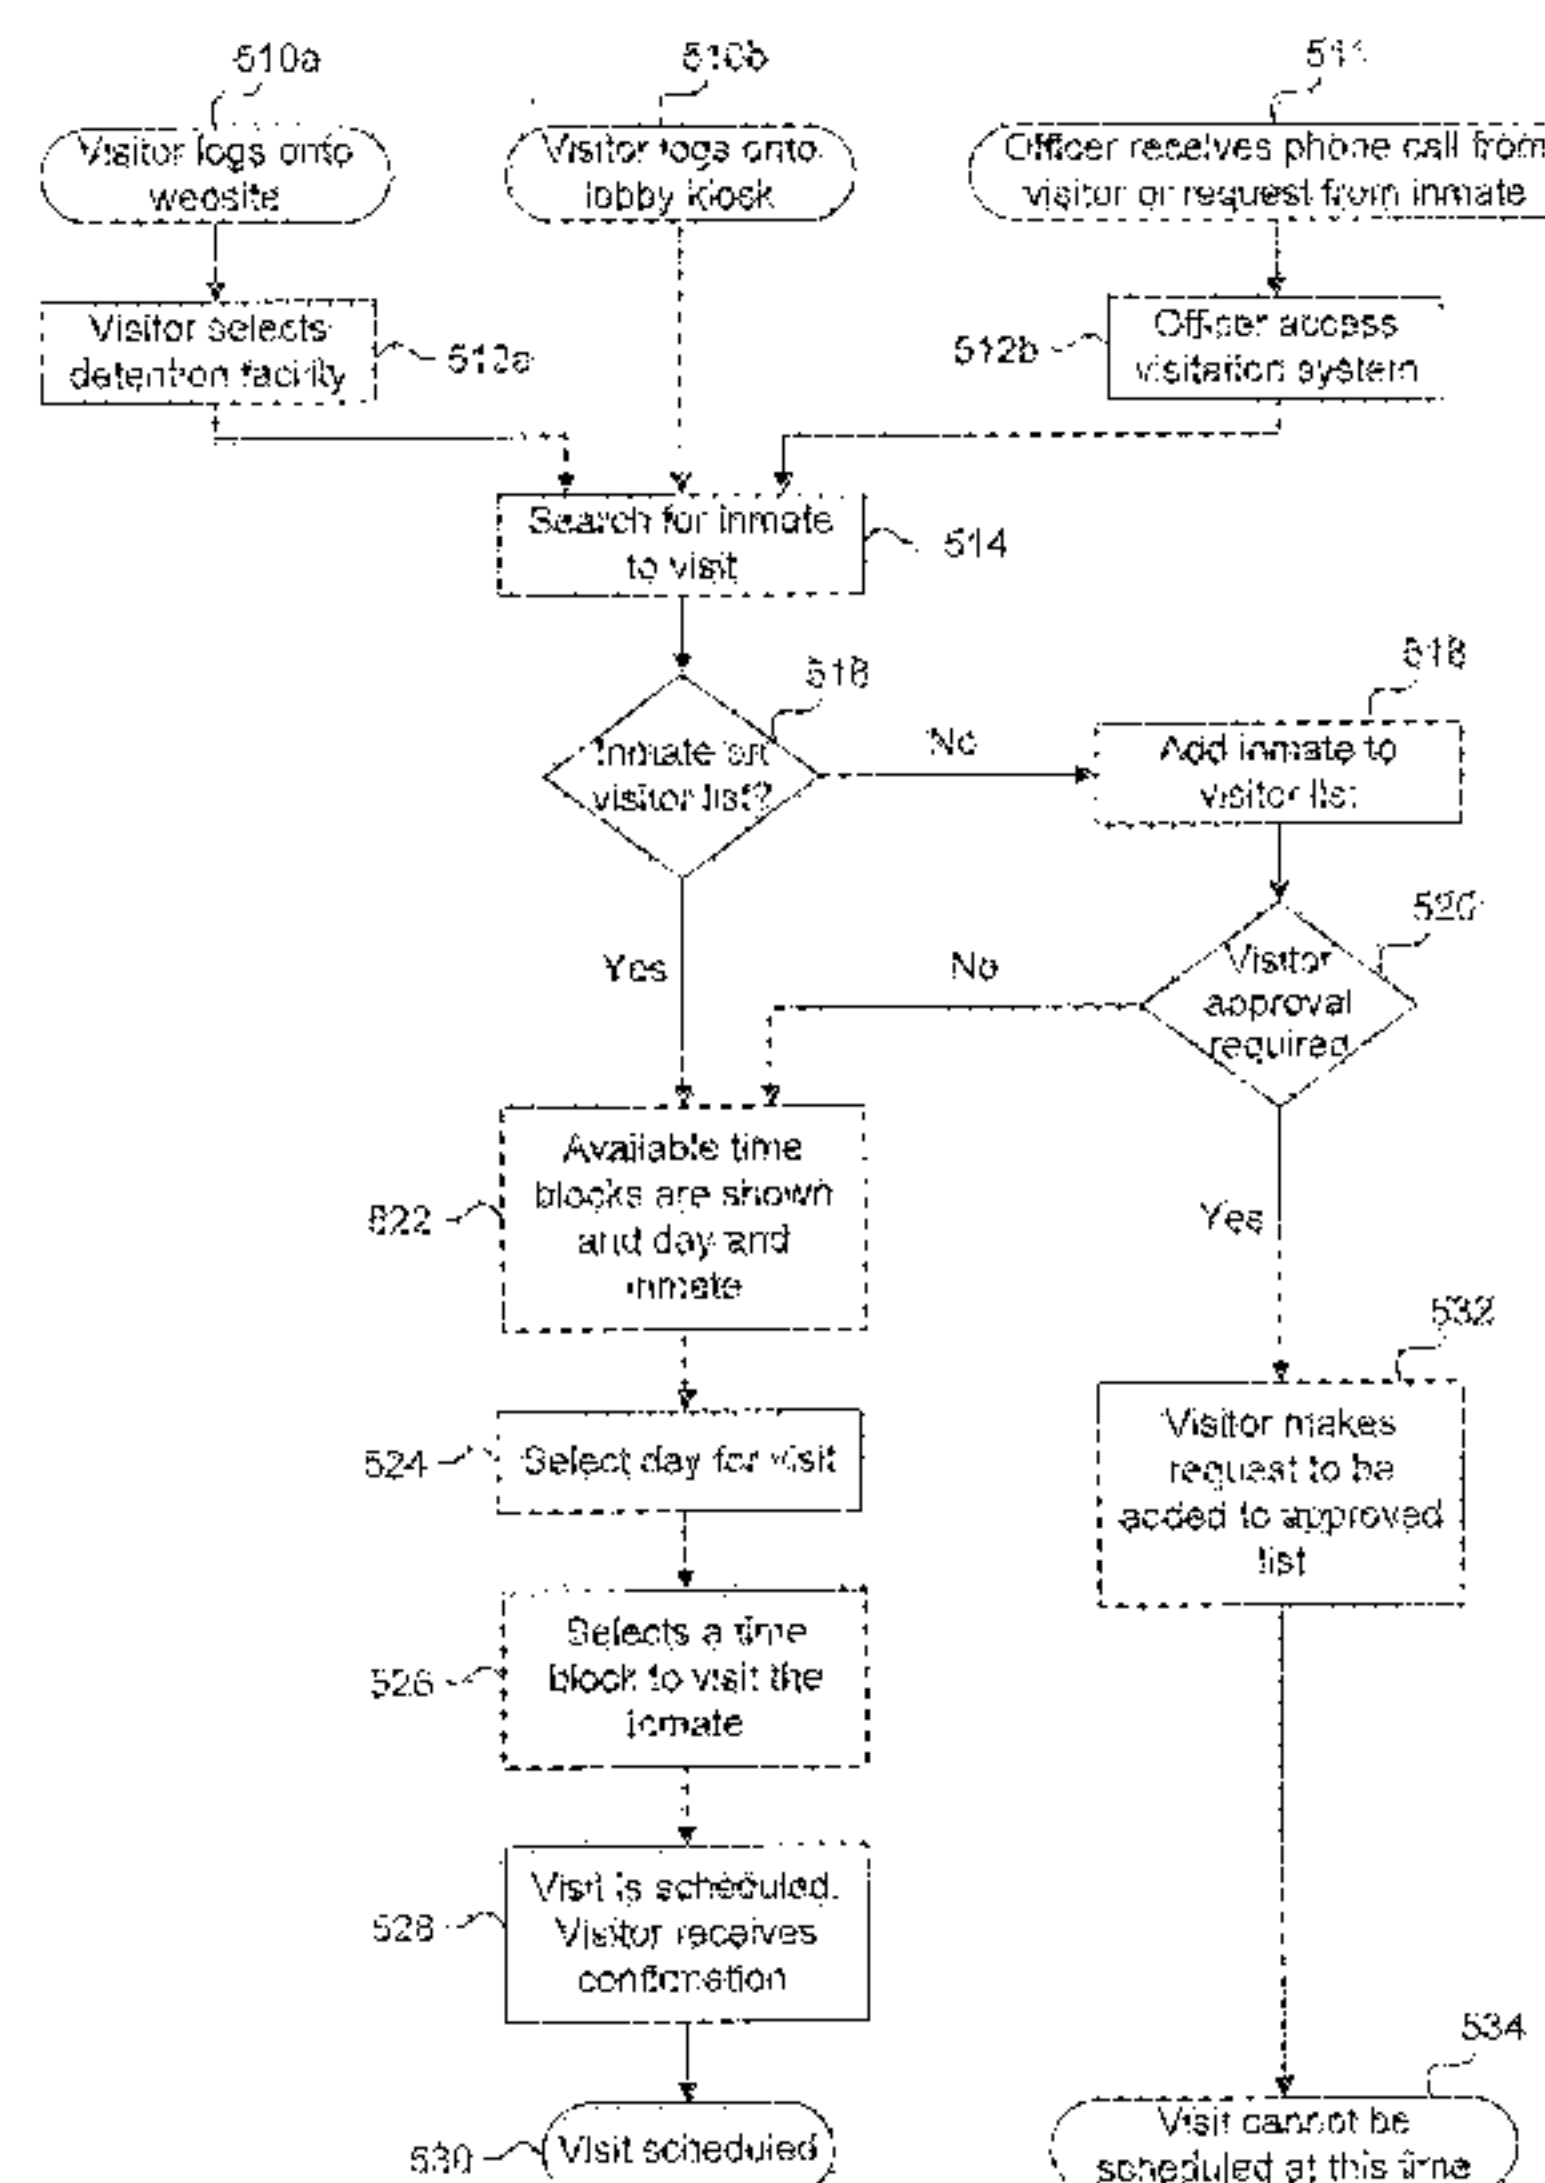 510a
510b
511
Visitor logs onto
website
Visitor logs onto
lobby kiosk
Officer receives phone call from
visitor or request from inmate
Visitor selects
detention facility
512a
512b
Officer access
visitation system
Search for inmate
to visit
514
516
518
Inmate on
visitor list?
No
Add inmate to
visitor list
520
Yes
No
Visitor
approval
required
522
Available time
blocks are shown
and day and
inmate
Yes
532
524
Select day for visit
Visitor makes
request to be
added to approved
list
526
Selects a time
block to visit the
inmate
528
Visit is scheduled.
Visitor receives
confirmation
534
530
Visit scheduled
Visit cannot be
scheduled at this time